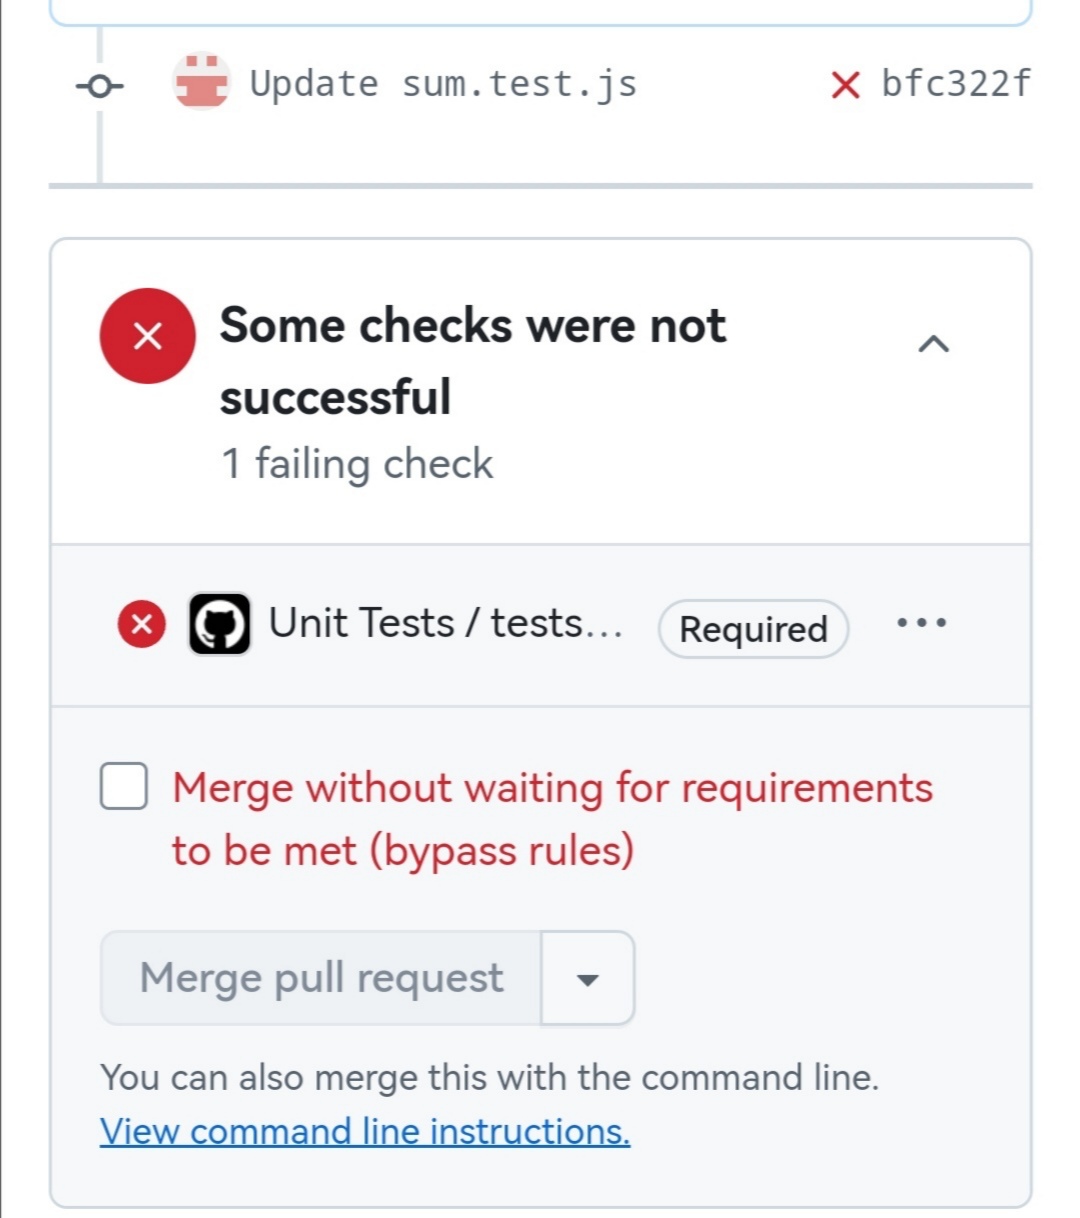 Update sum.test.js bfc322f
Some checks were not
successful
1 failing check
Unit Tests / tests... Required
Merge without waiting for requirements
to be met (bypass rules)
Merge pull request
You can also merge this with the command line.
View command line instructions.